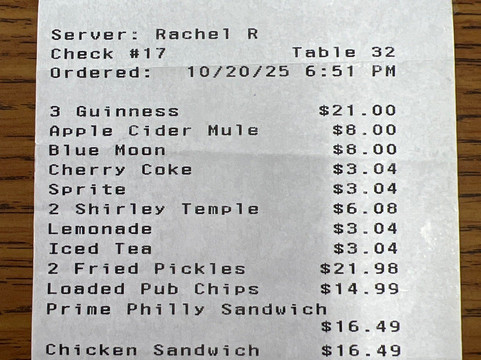 Server: Rachel R
Check #17 Table 32
Ordered: 10/20/25 6:51 PM
3 Guinness $21.00
Apple Cider Mule $8.00
Blue Moon $8.00
Cherry Coke $3.04
Sprite $3.04
2 Shirley Temple $6.08
Lemonade $3.04
Iced Tea $3.04
2 Fried Pickles $21.98
Loaded Pub Chips $14.99
Prime Philly Sandwich
$16.49
Chicken Sandwich $16.49